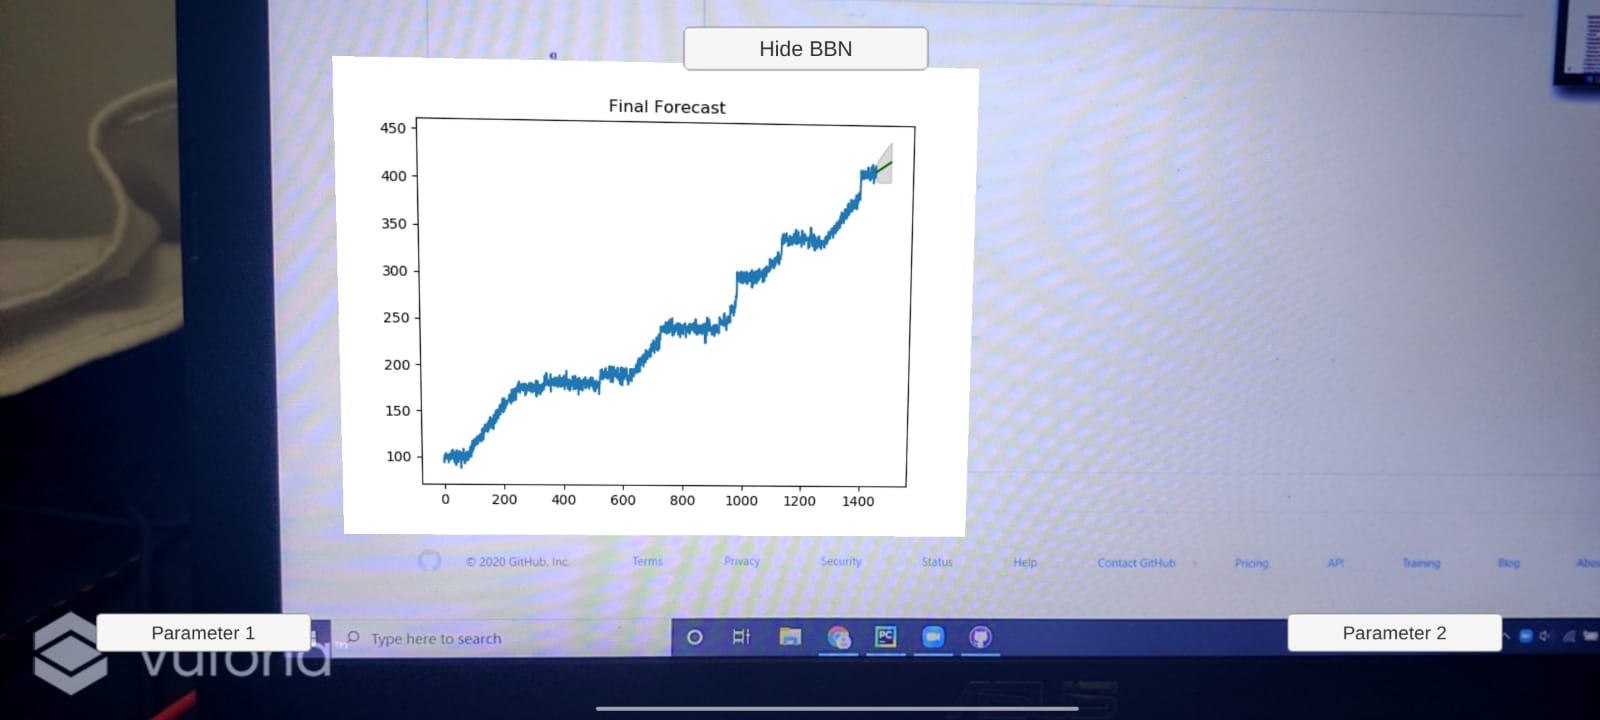 Hide BBN
Final Forecast
450
400
350
300
250
200
150
100
0 200 400 600 800 1000 1200 1400
© 2020 GitHub, Inc. Terms Privacy Security Status Help Contact GitHub Pricing API Training Blog
Parameter 1
Parameter 2
Type here to search
PC
vuforia